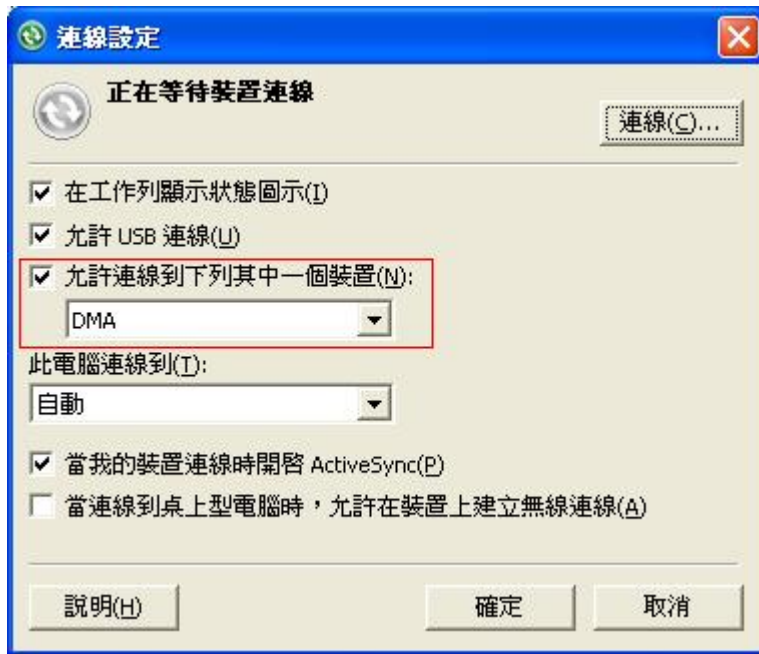 連線設定
正在等待裝置連線
連線(C)...
在工作列顯示狀態圖示(I)
允許 USB 連線(U)
允許連線到下列其中一個裝置(N):
DMA
此電腦連線到(T):
自動
當我的裝置連線時開啓 ActiveSync(P)
當連線到桌上型電腦時，允許在裝置上建立無線連線(A)
說明(H)
確定
取消